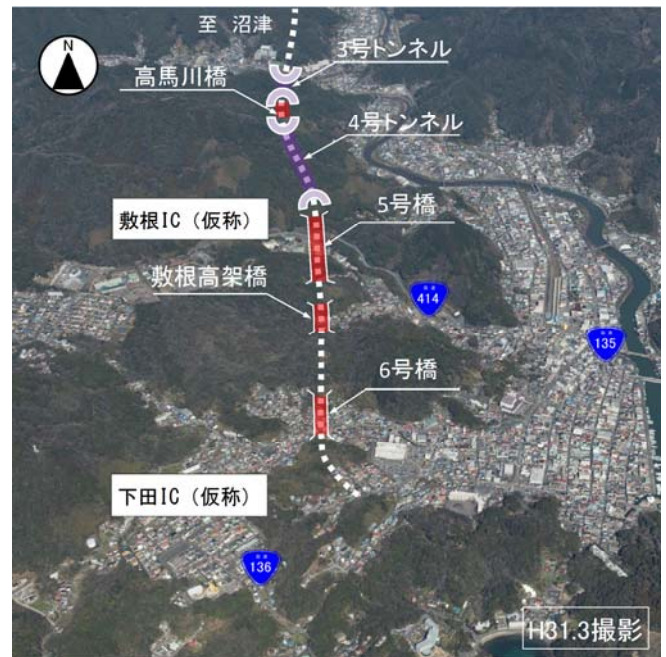 至 沼津
N
3号トンネル
高馬川橋
4号トンネル
敷根IC（仮称）
5号橋
敷根高架橋
414
135
6号橋
下田IC（仮称）
136
H31.3撮影